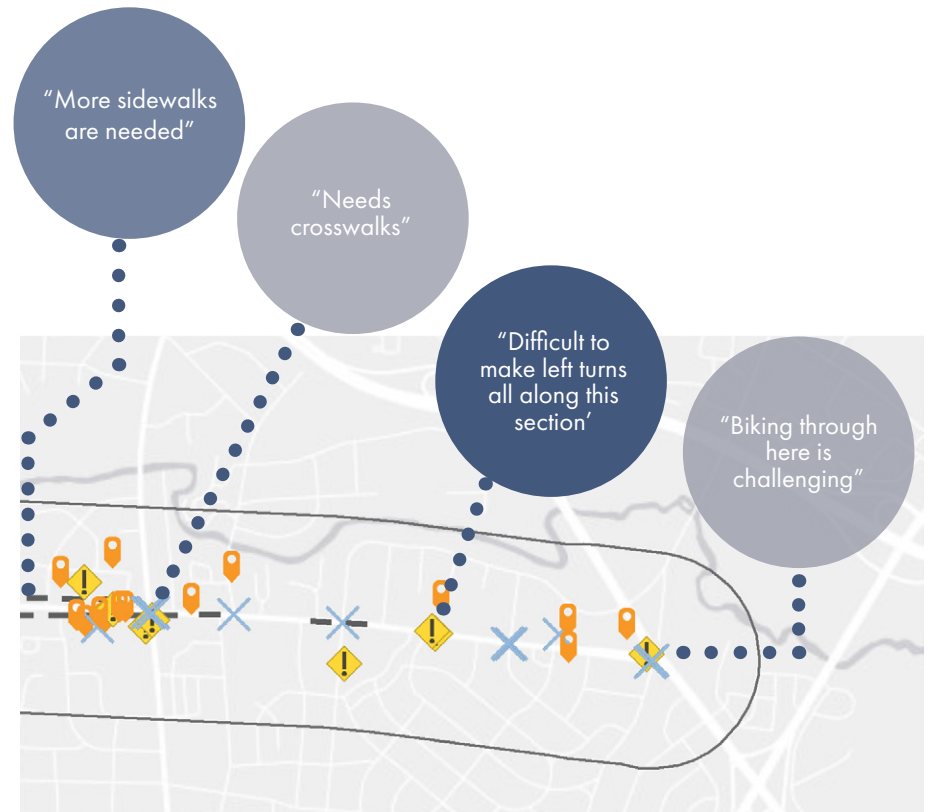 “More sidewalks
are needed”
“Needs
crosswalks”
“Difficult to
make left turns
all along this
section’
“Biking through
here is
challenging”